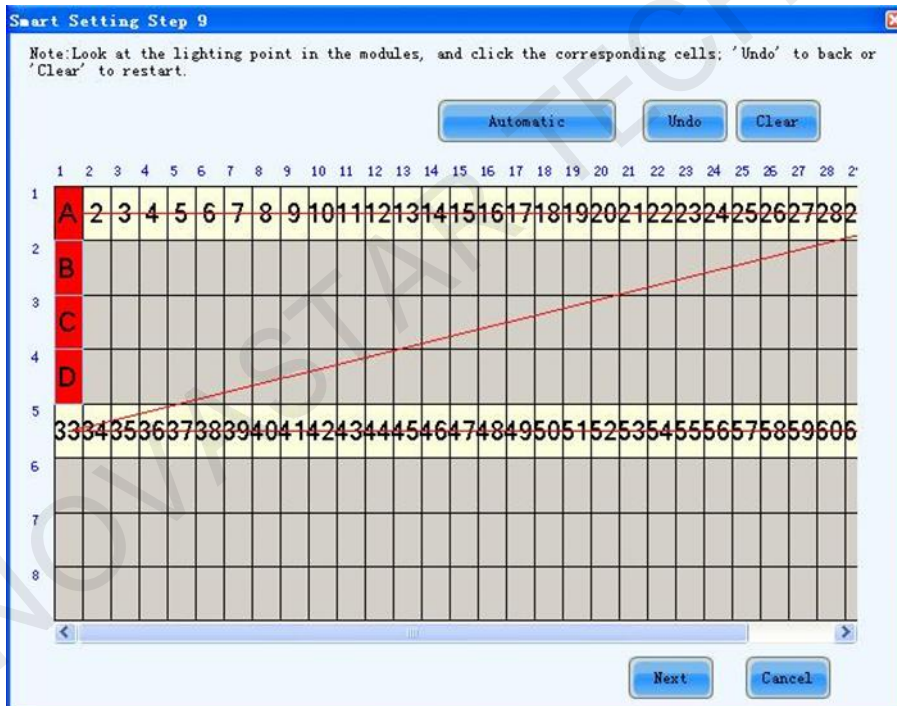 Smart Setting Step 9
Note:Look at the lighting point in the modules, and click the corresponding cells; 'Undo' to back or
'Clear' to restart.
Automatic Undo Clear
1 2 3 4 5 6 7 8 9 10 11 12 13 14 15 16 17 18 19 20 21 22 23 24 25 26 27 28 2
1 A 2 3 4 5 6 7 8 9 10 11 12 13 14 15 16 17 18 19 20 21 22 23 24 25 26 27 28 2
2 B
3 C
4 D
5 33 34 35 36 37 38 39 40 41 42 43 44 45 46 47 48 49 50 51 52 53 54 55 56 57 58 59 60 6
6
7
8
Next Cancel
NOVASTAR TECH